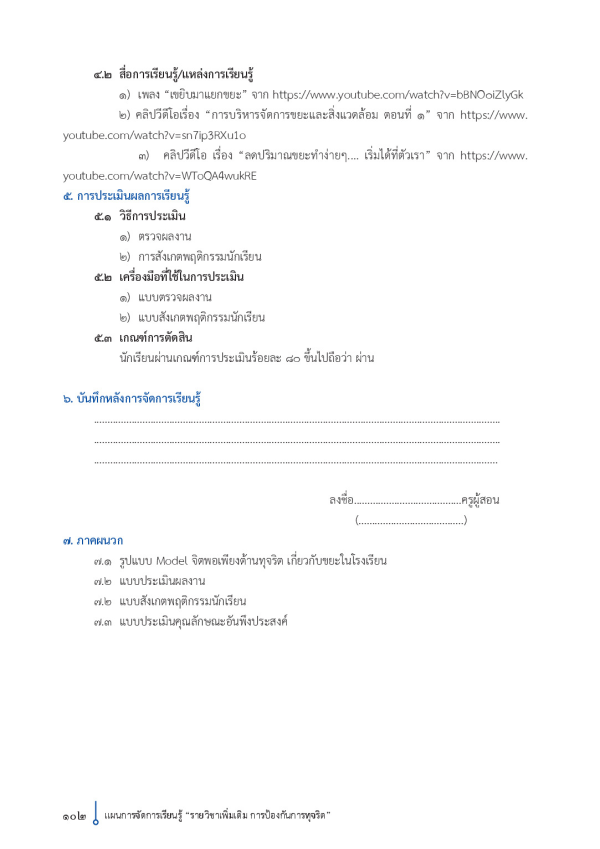 ๔.๒ สื่อการเรียนรู้/แหล่งการเรียนรู้
๑) เพลง “เขยิบมาแยกขยะ” จาก https://www.youtube.com/watch?v=bBNOoiZlyGk
๒) คลิปวีดีโอเรื่อง “การบริหารจัดการขยะและสิ่งแวดล้อม ตอนที่ ๑” จาก https://www.
youtube.com/watch?v=sn7ip3RXu1o
๓) คลิปวีดีโอ เรื่อง “ลดปริมาณขยะทำง่ายๆ.... เริ่มได้ที่ตัวเรา” จาก https://www.
youtube.com/watch?v=WToQA4wukRE
๕. การประเมินผลการเรียนรู้
๕.๑ วิธีการประเมิน
๑) ตรวจผลงาน
๒) การสังเกตพฤติกรรมนักเรียน
๕.๒ เครื่องมือที่ใช้ในการประเมิน
๑) แบบตรวจผลงาน
๒) แบบสังเกตพฤติกรรมนักเรียน
๕.๓ เกณฑ์การตัดสิน
นักเรียนผ่านเกณฑ์การประเมินร้อยละ ๘๐ ขึ้นไปถือว่า ผ่าน
๖. บันทึกหลังการจัดการเรียนรู้
................................................................................
................................................................................
................................................................................
ลงชื่อ.........................................ครูผู้สอน
(........................................)
๗. ภาคผนวก
๗.๑ รูปแบบ Model จิตพอเพียงต้านทุจริต เกี่ยวกับขยะในโรงเรียน
๗.๒ แบบประเมินผลงาน
๗.๒ แบบสังเกตพฤติกรรมนักเรียน
๗.๓ แบบประเมินคุณลักษณะอันพึงประสงค์
๑๐๒ แผนการจัดการเรียนรู้ “รายวิชาเพิ่มเติม การป้องกันการทุจริต”